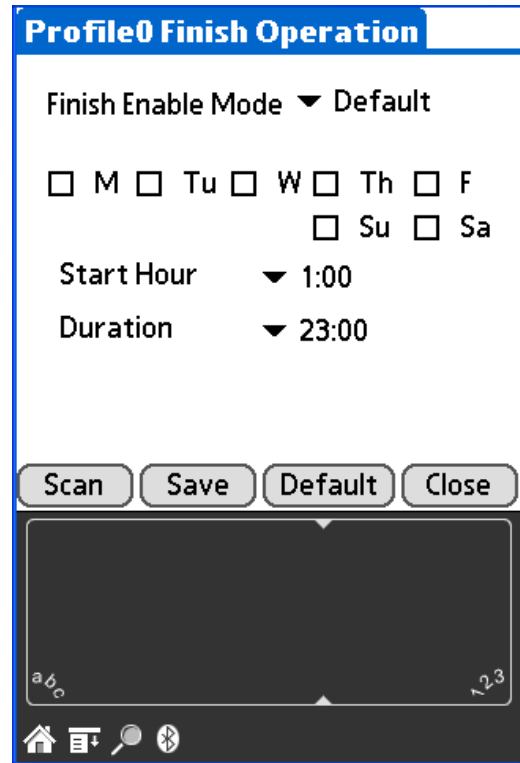 Profile0 Finish Operation
Finish Enable Mode Default
M Tu W Th F
Su Sa
Start Hour 1:00
Duration 23:00
Scan Save Default Close
abc 123